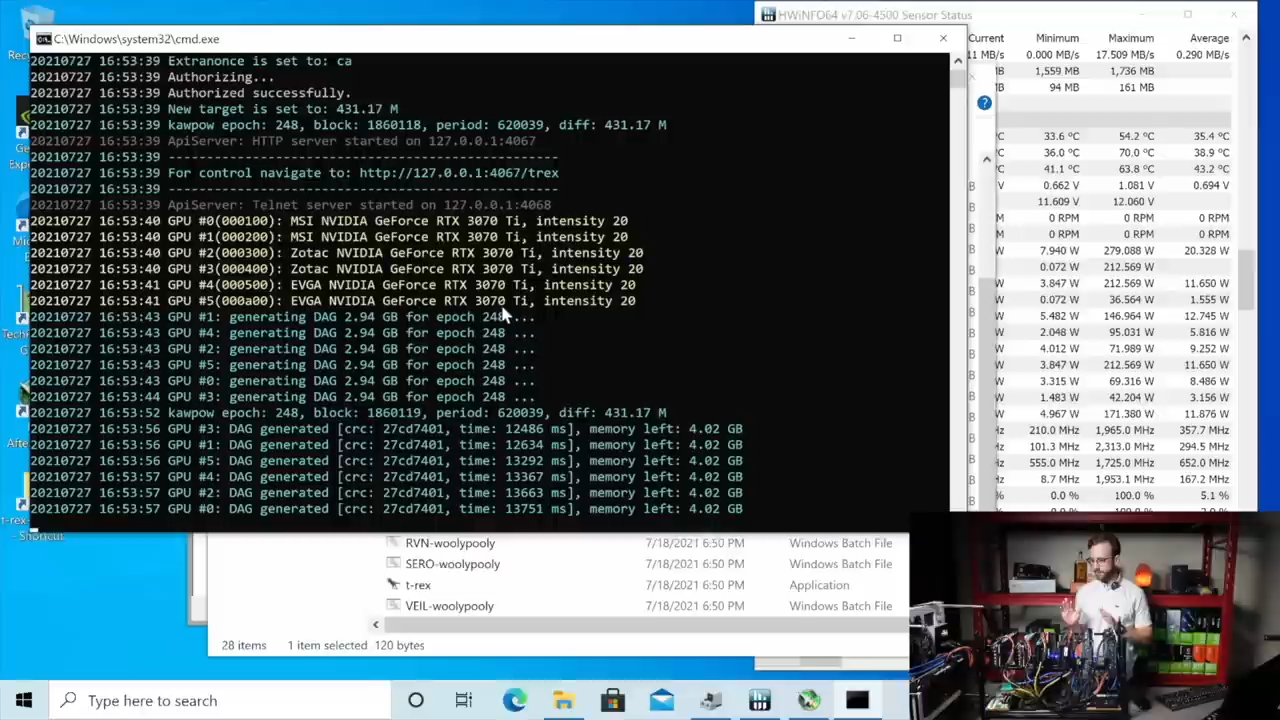 C:\Windows\system32\cmd.exe
20210727 16:53:39 Extranonce is set to: ca
20210727 16:53:39 Authorizing...
20210727 16:53:39 Authorized successfully.
20210727 16:53:39 New target is set to: 431.17 M
20210727 16:53:39 kawpow epoch: 248, block: 1860118, period: 620039, diff: 431.17 M
20210727 16:53:39 ApiServer: HTTP server started on 127.0.0.1:4067
20210727 16:53:39 --------------------------------------------------
20210727 16:53:39 For control navigate to: http://127.0.0.1:4067/trex
20210727 16:53:39 --------------------------------------------------
20210727 16:53:39 ApiServer: Telnet server started on 127.0.0.1:4068
20210727 16:53:40 GPU #0(000100): MSI NVIDIA GeForce RTX 3070 Ti, intensity 20
20210727 16:53:40 GPU #1(000200): MSI NVIDIA GeForce RTX 3070 Ti, intensity 20
20210727 16:53:40 GPU #2(000300): Zotac NVIDIA GeForce RTX 3070 Ti, intensity 20
20210727 16:53:40 GPU #3(000400): Zotac NVIDIA GeForce RTX 3070 Ti, intensity 20
20210727 16:53:41 GPU #4(000500): EVGA NVIDIA GeForce RTX 3070 Ti, intensity 20
20210727 16:53:41 GPU #5(000a00): EVGA NVIDIA GeForce RTX 3070 Ti, intensity 20
20210727 16:53:43 GPU #1: generating DAG 2.94 GB for epoch 248 ...
20210727 16:53:43 GPU #4: generating DAG 2.94 GB for epoch 248 ...
20210727 16:53:43 GPU #2: generating DAG 2.94 GB for epoch 248 ...
20210727 16:53:43 GPU #5: generating DAG 2.94 GB for epoch 248 ...
20210727 16:53:43 GPU #0: generating DAG 2.94 GB for epoch 248 ...
20210727 16:53:44 GPU #3: generating DAG 2.94 GB for epoch 248 ...
20210727 16:53:52 kawpow epoch: 248, block: 1860119, period: 620039, diff: 431.17 M
20210727 16:53:56 GPU #3: DAG generated [crc: 27cd7401, time: 12486 ms], memory left: 4.02 GB
20210727 16:53:56 GPU #1: DAG generated [crc: 27cd7401, time: 12634 ms], memory left: 4.02 GB
20210727 16:53:56 GPU #5: DAG generated [crc: 27cd7401, time: 13292 ms], memory left: 4.02 GB
20210727 16:53:57 GPU #4: DAG generated [crc: 27cd7401, time: 13367 ms], memory left: 4.02 GB
20210727 16:53:57 GPU #2: DAG generated [crc: 27cd7401, time: 13663 ms], memory left: 4.02 GB
20210727 16:53:57 GPU #0: DAG generated [crc: 27cd7401, time: 13751 ms], memory left: 4.02 GB
HWiNFO64 v7.06-4500 Sensor Status
Current Minimum Maximum Average
11 MB/s 0.000 MB/s 17.509 MB/s 0.290 MB/s
MB 1,559 MB 1,736 MB
MB 94 MB 161 MB
°C 33.6 °C 54.2 °C 35.4 °C
°C 36.0 °C 70.0 °C 38.9 °C
°C 41.1 °C 63.8 °C 43.2 °C
V 0.662 V 1.081 V 0.694 V
V 11.609 V 12.060 V
M 0 RPM 0 RPM
M 0 RPM 0 RPM
W 7.940 W 279.088 W 20.328 W
W 0.072 W 212.569 W
W 3.847 W 212.569 W 11.650 W
W 0.072 W 36.564 W 1.555 W
W 5.482 W 146.964 W 12.745 W
W 2.048 W 95.031 W 5.816 W
W 4.012 W 71.989 W 9.252 W
W 3.847 W 212.569 W 11.650 W
W 3.315 W 69.316 W 8.486 W
W 1.483 W 42.204 W 3.156 W
W 4.967 W 171.380 W 11.876 W
Hz 210.0 MHz 1,965.0 MHz 357.7 MHz
Hz 101.3 MHz 2,313.0 MHz 294.5 MHz
Hz 555.0 MHz 1,725.0 MHz 652.0 MHz
Hz 8.7 MHz 1,953.1 MHz 167.2 MHz
% 0.0 % 100.0 % 5.1 %
RVN-woolypooly 7/18/2021 6:50 PM Windows Batch File
SERO-woolypooly 7/18/2021 6:50 PM Windows Batch File
t-rex 7/18/2021 6:50 PM Application
VEIL-woolypooly 7/18/2021 6:50 PM Windows Batch File
28 items 1 item selected 120 bytes
Recy
Ge
Exp
Mi
E
Tech
G
Afte
t-rex
- Shortcut
Type here to search